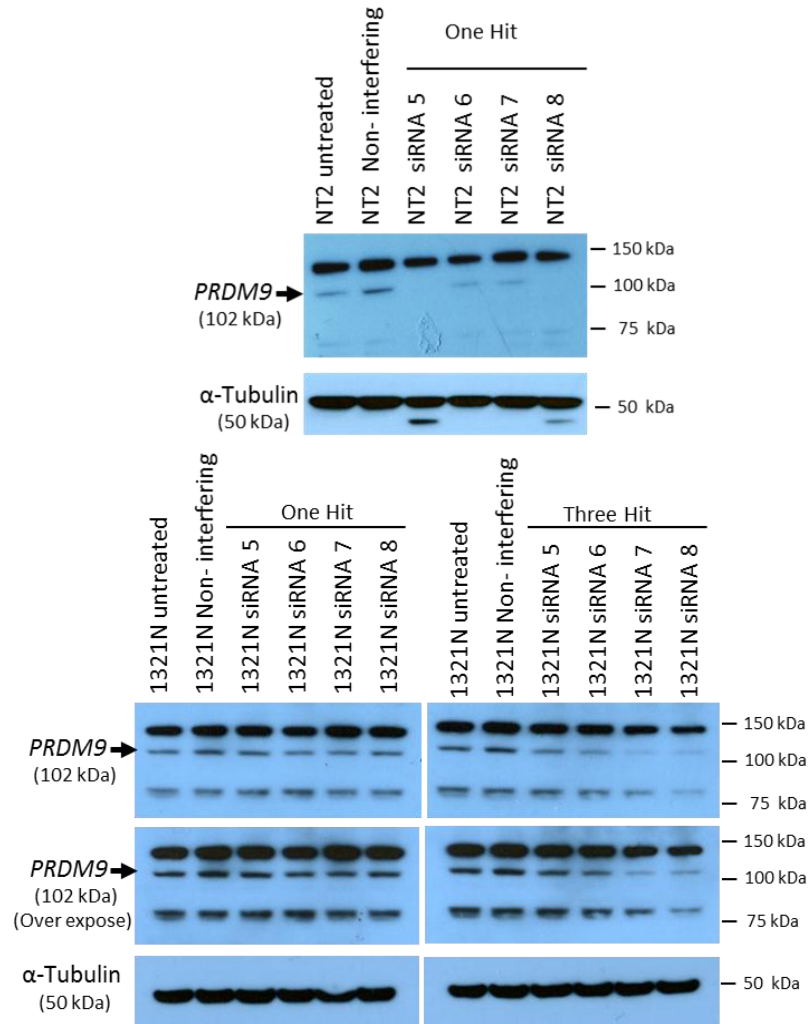 One Hit
NT2 untreated
NT2 Non- interfering
NT2 siRNA 5
NT2 siRNA 6
NT2 siRNA 7
NT2 siRNA 8
150 kDa
PRDM9
100 kDa
(102 kDa)
75 kDa
α-Tubulin
50 kDa
(50 kDa)
One Hit
Three Hit
1321N untreated
1321N Non- interfering
1321N siRNA 5
1321N siRNA 6
1321N siRNA 7
1321N siRNA 8
1321N untreated
1321N Non- interfering
1321N siRNA 5
1321N siRNA 6
1321N siRNA 7
1321N siRNA 8
150 kDa
PRDM9
100 kDa
(102 kDa)
75 kDa
150 kDa
PRDM9
100 kDa
(102 kDa)
(Over expose)
75 kDa
α-Tubulin
50 kDa
(50 kDa)